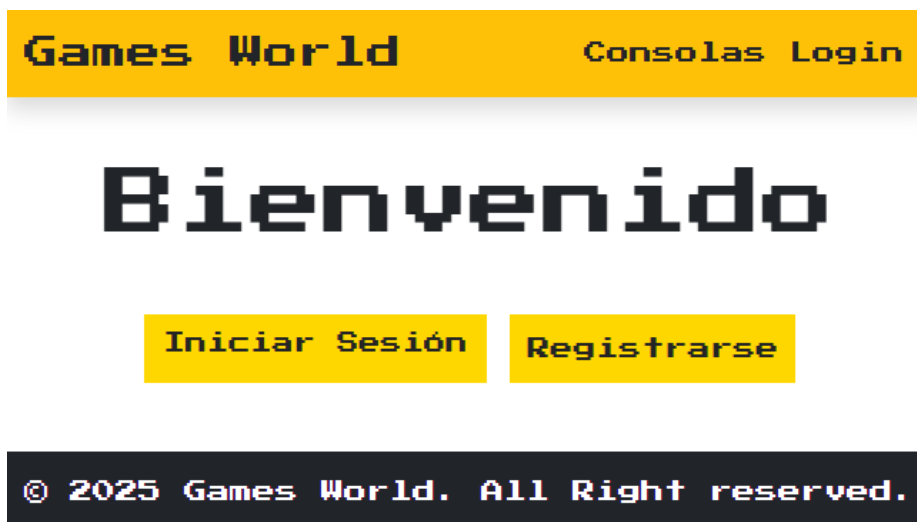 Games World Consolas Login
Bienvenido
Iniciar Sesión Registrarse
© 2025 Games World. All Right reserved.